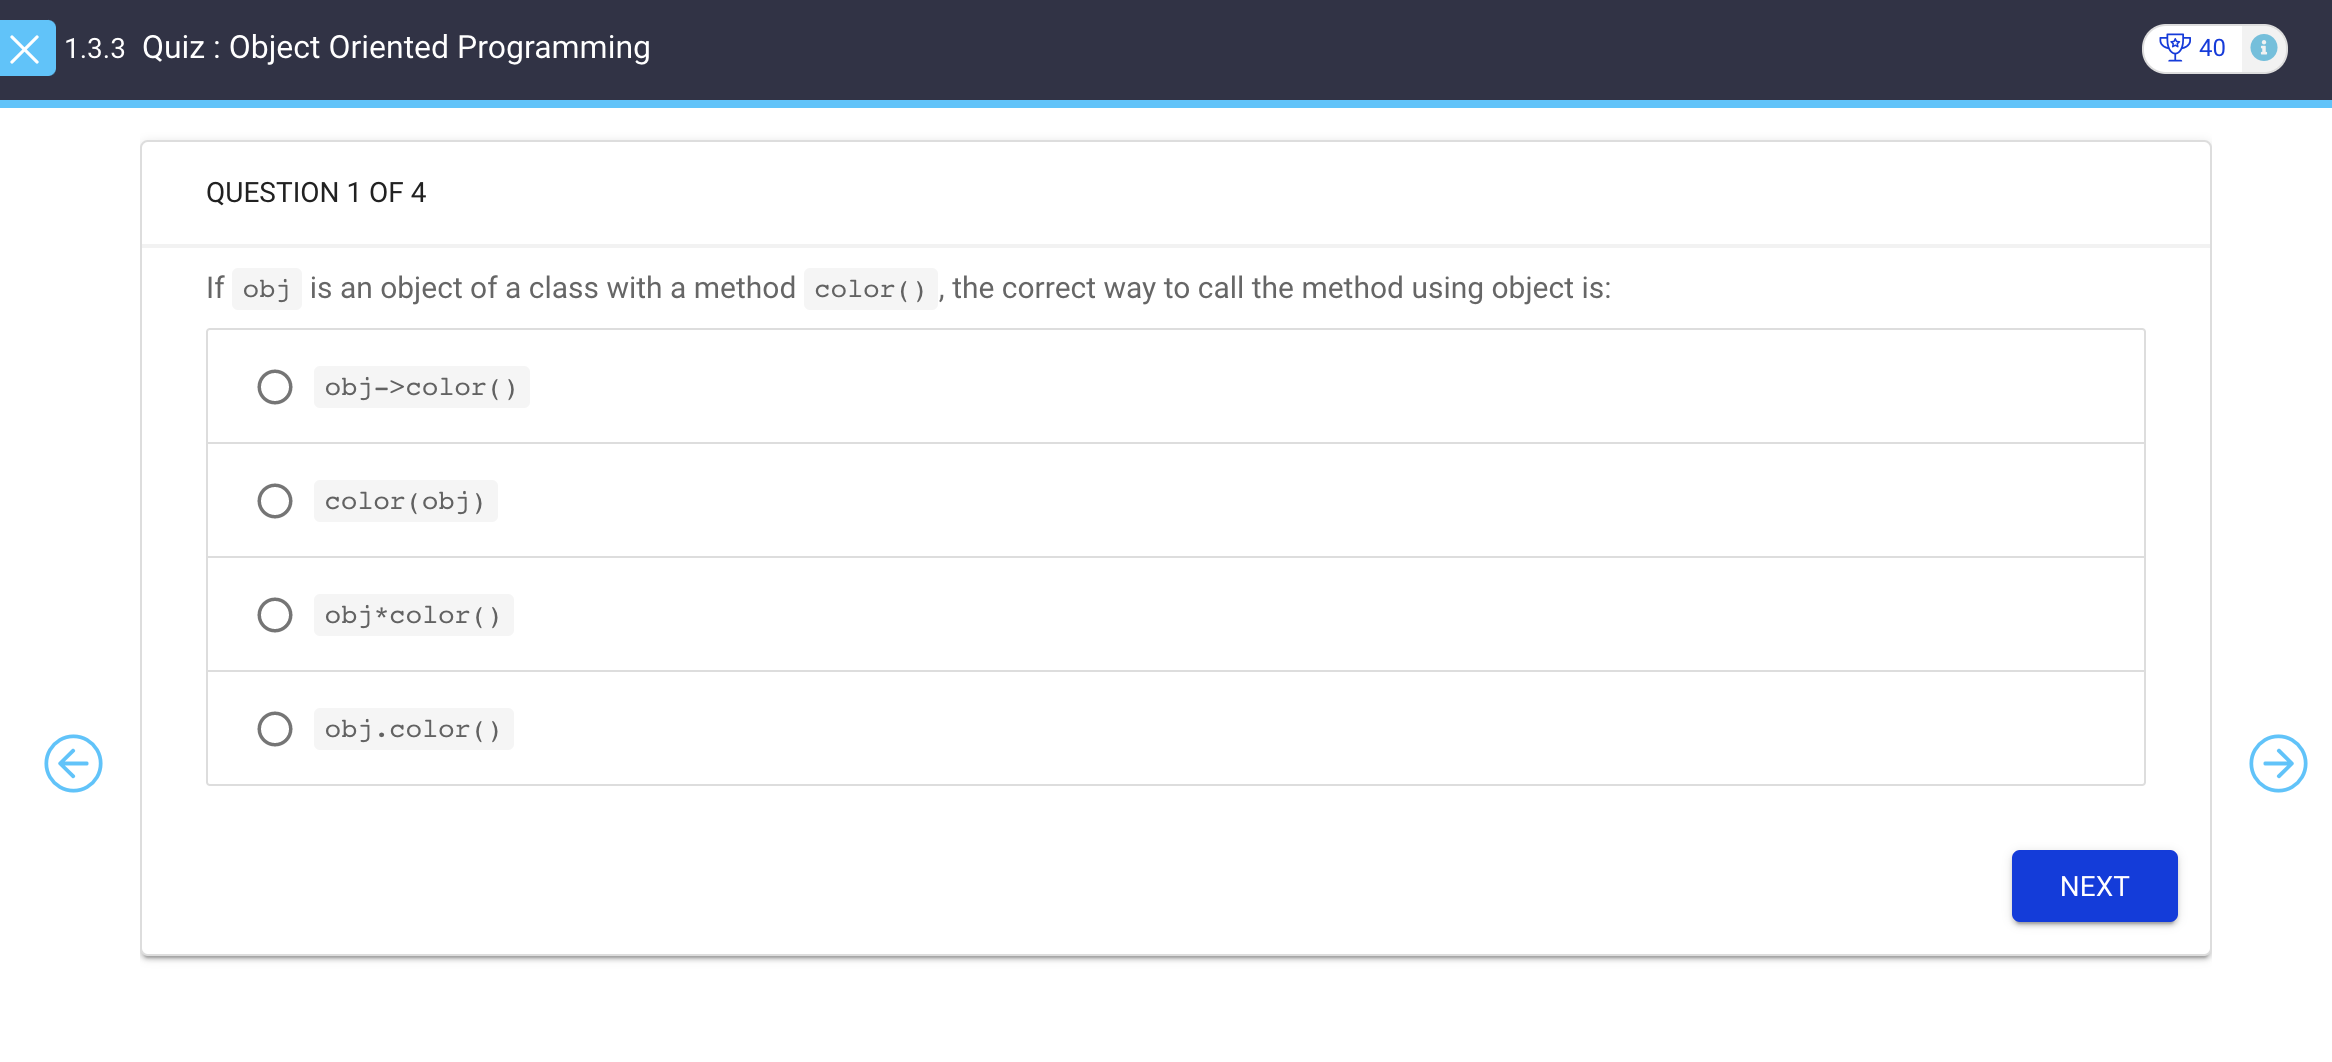 1.3.3 Quiz : Object Oriented Programming
40
QUESTION 1 OF 4
If obj is an object of a class with a method color(), the correct way to call the method using object is:
obj->color()
color(obj)
obj*color()
obj.color()
NEXT